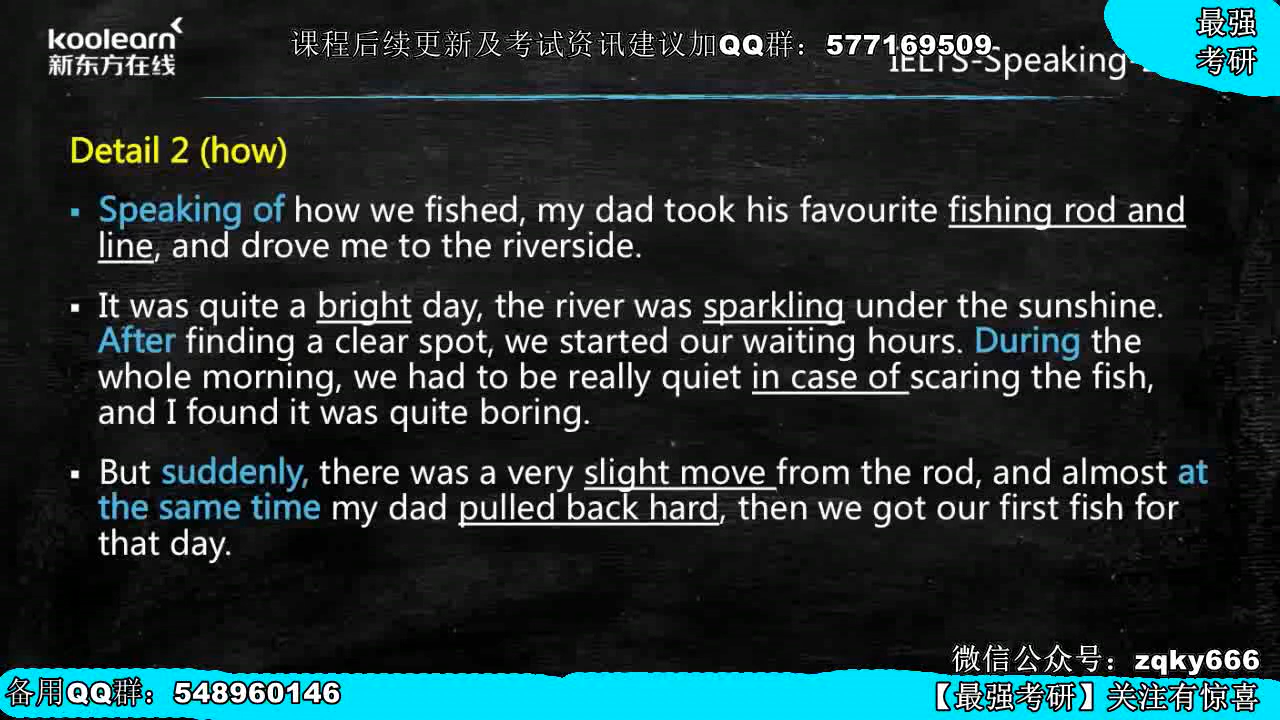 koolearn
新东方在线
课程后续更新及考试资讯建议加QQ群：577169509
IELTS-Speaking-
最强
考研
Detail 2 (how)
▪ Speaking of how we fished, my dad took his favourite fishing rod and
line, and drove me to the riverside.
▪ It was quite a bright day, the river was sparkling under the sunshine.
After finding a clear spot, we started our waiting hours. During the
whole morning, we had to be really quiet in case of scaring the fish,
and I found it was quite boring.
▪ But suddenly, there was a very slight move from the rod, and almost at
the same time my dad pulled back hard, then we got our first fish for
that day.
微信公众号：zqky666
备用QQ群：548960146
【最强考研】关注有惊喜